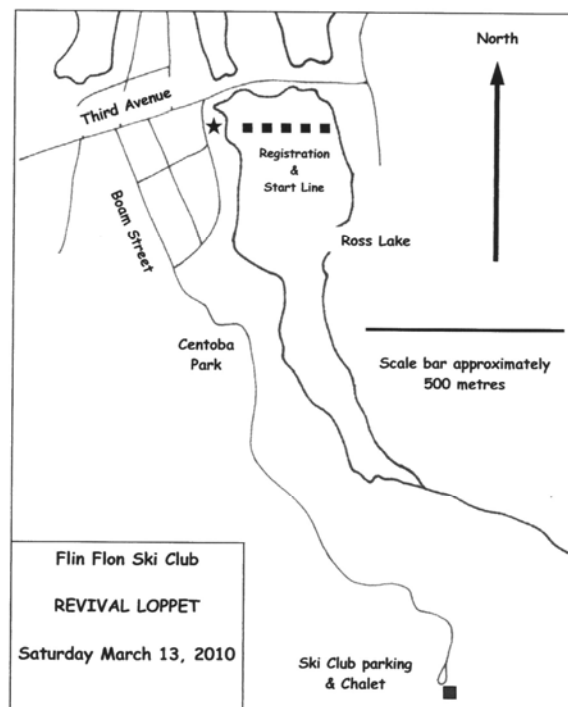 North
Third Avenue
Registration
&
Start Line
Boam Street
Ross Lake
Centoba
Park
Scale bar approximately
500 metres
Flin Flon Ski Club
REVIVAL LOPPET
Saturday March 13, 2010
Ski Club parking
& Chalet